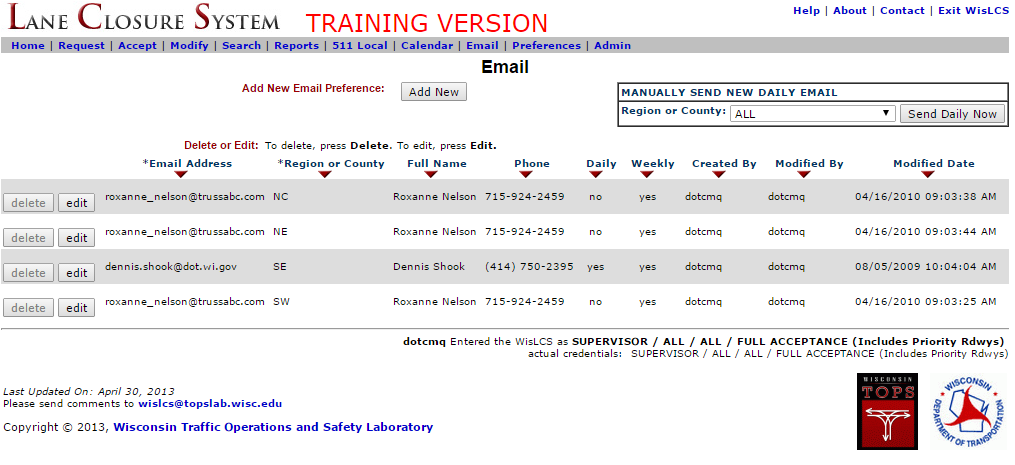 LANE CLOSURE SYSTEM TRAINING VERSION
Help | About | Contact | Exit WisLCS
Home | Request | Accept | Modify | Search | Reports | 511 Local | Calendar | Email | Preferences | Admin
Email
Add New Email Preference: Add New
MANUALLY SEND NEW DAILY EMAIL
Region or County: ALL Send Daily Now
Delete or Edit: To delete, press Delete. To edit, press Edit.
*Email Address *Region or County Full Name Phone Daily Weekly Created By Modified By Modified Date
delete edit roxanne_nelson@trussabc.com NC Roxanne Nelson 715-924-2459 no yes dotcmq dotcmq 04/16/2010 09:03:38 AM
delete edit roxanne_nelson@trussabc.com NE Roxanne Nelson 715-924-2459 no yes dotcmq dotcmq 04/16/2010 09:03:44 AM
delete edit dennis.shook@dot.wi.gov SE Dennis Shook (414) 750-2395 yes yes dotcmq dotcmq 08/05/2009 10:04:04 AM
delete edit roxanne_nelson@trussabc.com SW Roxanne Nelson 715-924-2459 no yes dotcmq dotcmq 04/16/2010 09:03:25 AM
dotcmq Entered the WisLCS as SUPERVISOR / ALL / ALL / FULL ACCEPTANCE (Includes Priority Rdwys)
actual credentials: SUPERVISOR / ALL / ALL / FULL ACCEPTANCE (Includes Priority Rdwys)
Last Updated On: April 30, 2013
Please send comments to wislcs@topslab.wisc.edu
Copyright © 2013, Wisconsin Traffic Operations and Safety Laboratory
WISCONSIN
TOPS
WISCONSIN
DEPARTMENT OF TRANSPORTATION